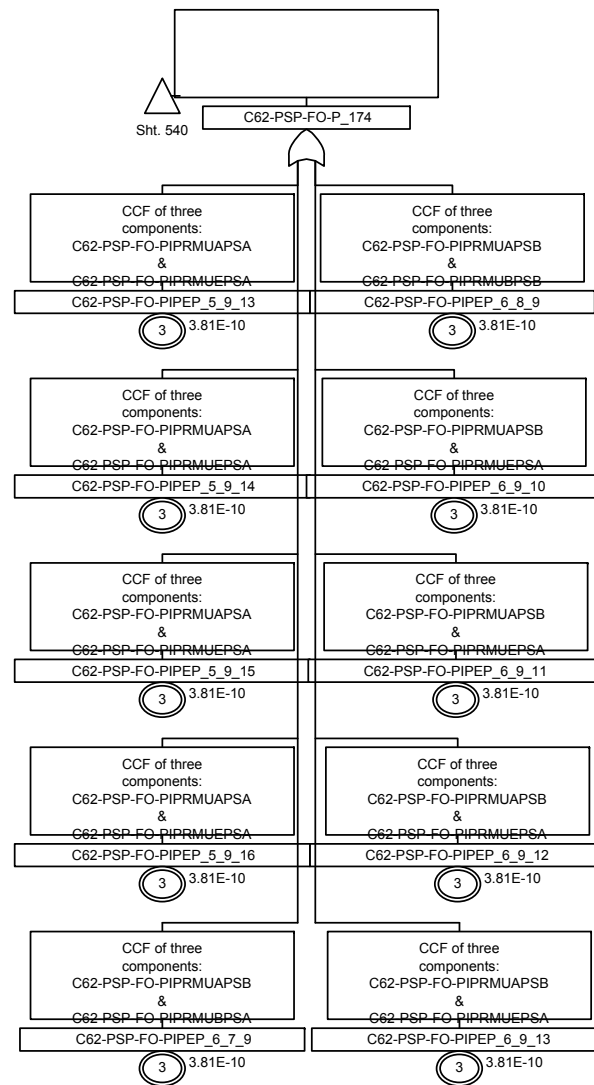 Sht. 540
C62-PSP-FO-P_174
CCF of three
components:
C62-PSP-FO-PIPRMUAPSA
&
C62-PSP-FO-PIPRMUEPSA
C62-PSP-FO-PIPEP_5_9_13
3
3.81E-10
CCF of three
components:
C62-PSP-FO-PIPRMUAPSB
&
C62-PSP-FO-PIPRMUBPSB
C62-PSP-FO-PIPEP_6_8_9
3
3.81E-10
CCF of three
components:
C62-PSP-FO-PIPRMUAPSA
&
C62-PSP-FO-PIPRMUEPSA
C62-PSP-FO-PIPEP_5_9_14
3
3.81E-10
CCF of three
components:
C62-PSP-FO-PIPRMUAPSB
&
C62-PSP-FO-PIPRMUEPSA
C62-PSP-FO-PIPEP_6_9_10
3
3.81E-10
CCF of three
components:
C62-PSP-FO-PIPRMUAPSA
&
C62-PSP-FO-PIPRMUEPSA
C62-PSP-FO-PIPEP_5_9_15
3
3.81E-10
CCF of three
components:
C62-PSP-FO-PIPRMUAPSB
&
C62-PSP-FO-PIPRMUEPSA
C62-PSP-FO-PIPEP_6_9_11
3
3.81E-10
CCF of three
components:
C62-PSP-FO-PIPRMUAPSA
&
C62-PSP-FO-PIPRMUEPSA
C62-PSP-FO-PIPEP_5_9_16
3
3.81E-10
CCF of three
components:
C62-PSP-FO-PIPRMUAPSB
&
C62-PSP-FO-PIPRMUEPSA
C62-PSP-FO-PIPEP_6_9_12
3
3.81E-10
CCF of three
components:
C62-PSP-FO-PIPRMUAPSB
&
C62-PSP-FO-PIPRMUBPSA
C62-PSP-FO-PIPEP_6_7_9
3
3.81E-10
CCF of three
components:
C62-PSP-FO-PIPRMUAPSB
&
C62-PSP-FO-PIPRMUEPSA
C62-PSP-FO-PIPEP_6_9_13
3
3.81E-10